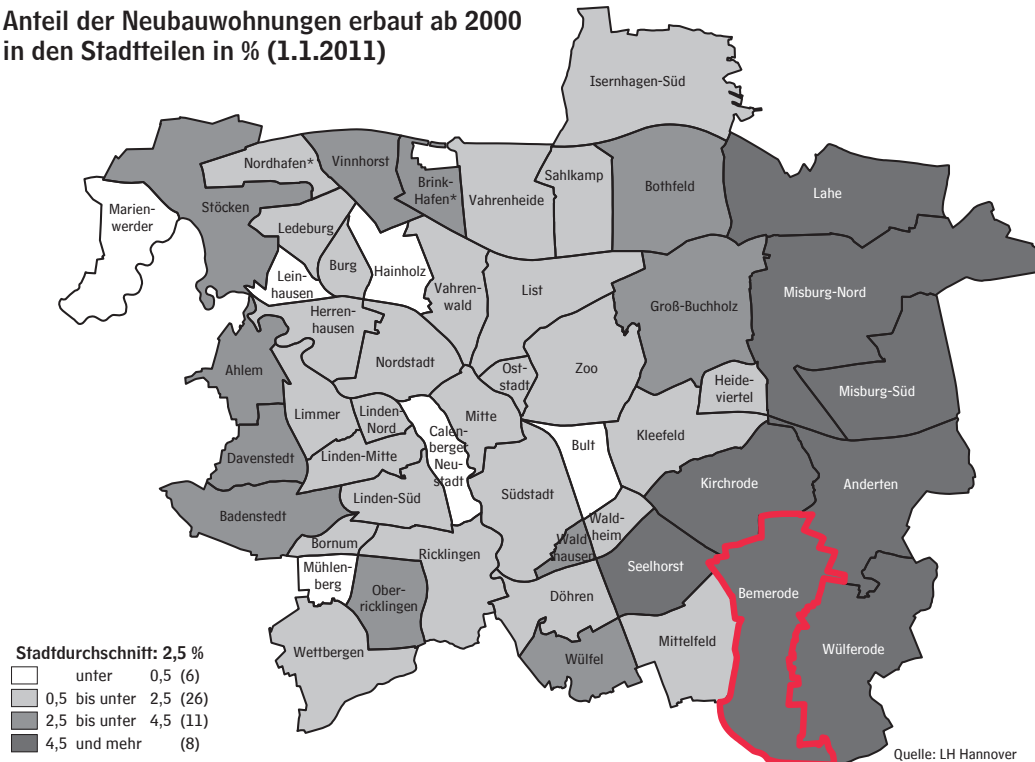 Anteil der Neubauwohnungen erbaut ab 2000
in den Stadtteilen in % (1.1.2011)
Isernhagen-Süd
Nordhafen*
Vinnhorst
Brink-
Hafen*
Vahrenheide
Sahlkamp
Bothfeld
Lahe
Marien-
werder
Stöcken
Ledeburg
Burg
Hainholz
Lein-
hausen
Vahren-
wald
List
Groß-Buchholz
Misburg-Nord
Herren-
hausen
Nordstadt
Ost-
stadt
Zoo
Heide-
viertel
Misburg-Süd
Ahlem
Limmer
Linden-
Nord
Mitte
Calen-
berger
Neu-
stadt
Bult
Kleefeld
Davenstedt
Linden-Mitte
Kirchrode
Anderten
Badenstedt
Linden-Süd
Südstadt
Wald-
heim
Bornum
Ricklingen
Wald
hausen
Seelhorst
Mühlen-
berg
Ober-
ricklingen
Döhren
Bemerode
Wettbergen
Wülfel
Mittelfeld
Wülferode
Stadtdurchschnitt: 2,5 %
unter 0,5 (6)
0,5 bis unter 2,5 (26)
2,5 bis unter 4,5 (11)
4,5 und mehr (8)
Quelle: LH Hannover